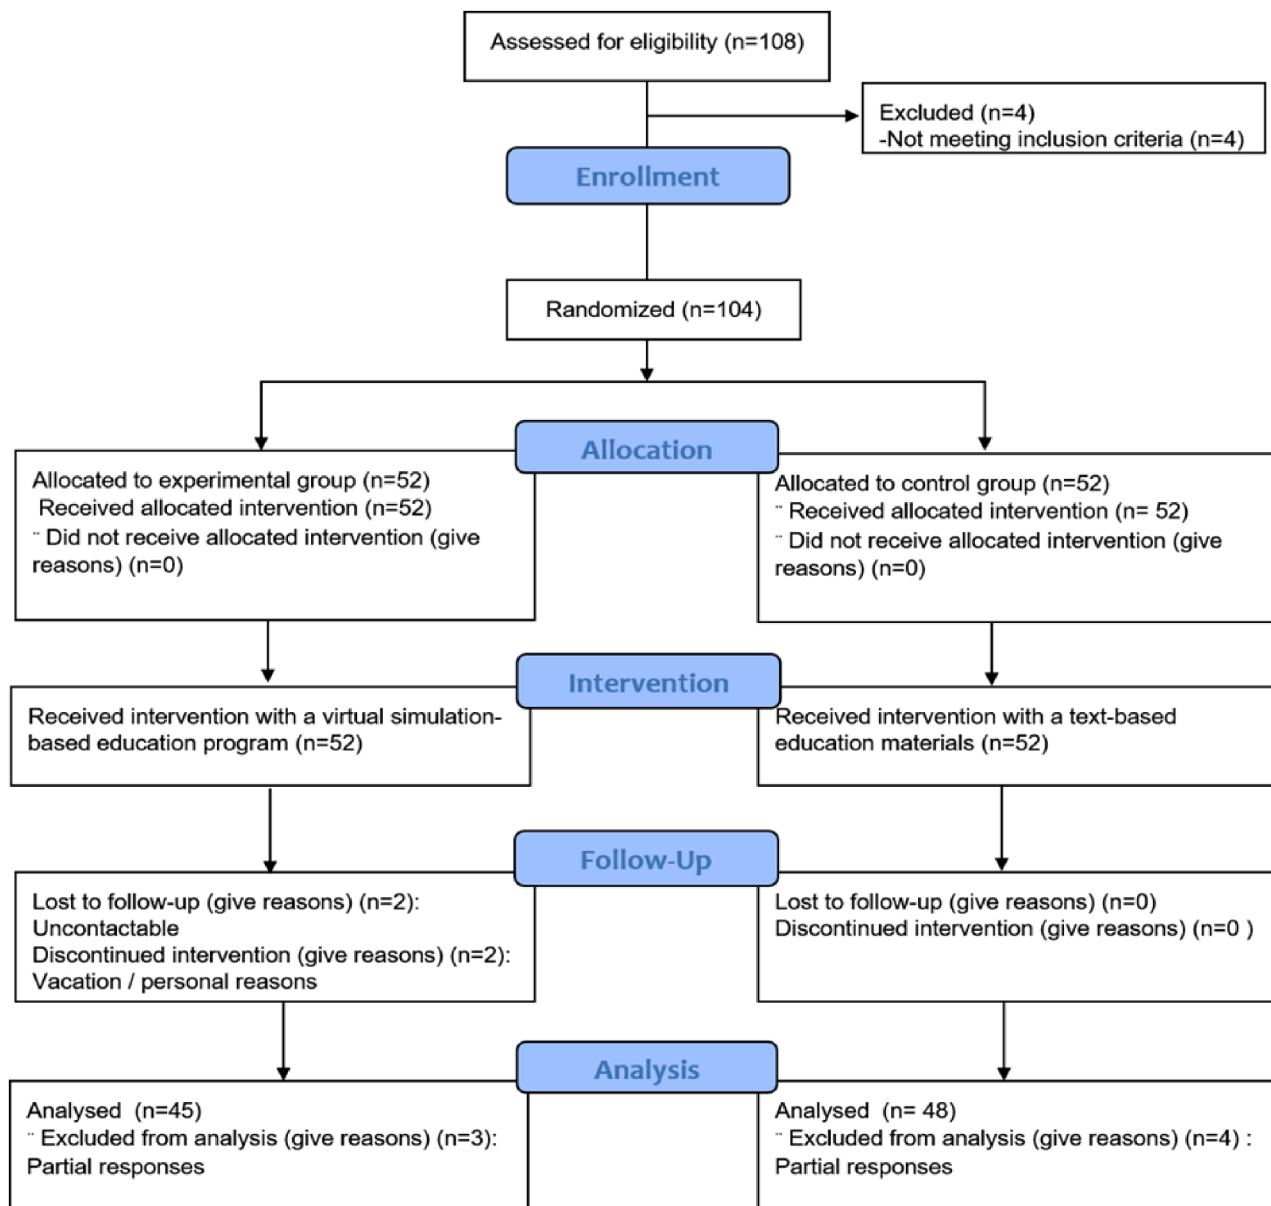 Assessed for eligibility (n=108)
Excluded (n=4)
-Not meeting inclusion criteria (n=4)
Enrollment
Randomized (n=104)
Allocation
Allocated to experimental group (n=52)
Received allocated intervention (n=52)
¨ Did not receive allocated intervention (give
reasons) (n=0)
Allocated to control group (n=52)
¨ Received allocated intervention (n= 52)
¨ Did not receive allocated intervention (give
reasons) (n=0)
Intervention
Received intervention with a virtual simulation-
based education program (n=52)
Received intervention with a text-based
education materials (n=52)
Follow-Up
Lost to follow-up (give reasons) (n=2):
Uncontactable
Discontinued intervention (give reasons) (n=2):
Vacation / personal reasons
Lost to follow-up (give reasons) (n=0)
Discontinued intervention (give reasons) (n=0 )
Analysis
Analysed (n=45)
¨ Excluded from analysis (give reasons) (n=3):
Partial responses
Analysed (n= 48)
¨ Excluded from analysis (give reasons) (n=4) :
Partial responses